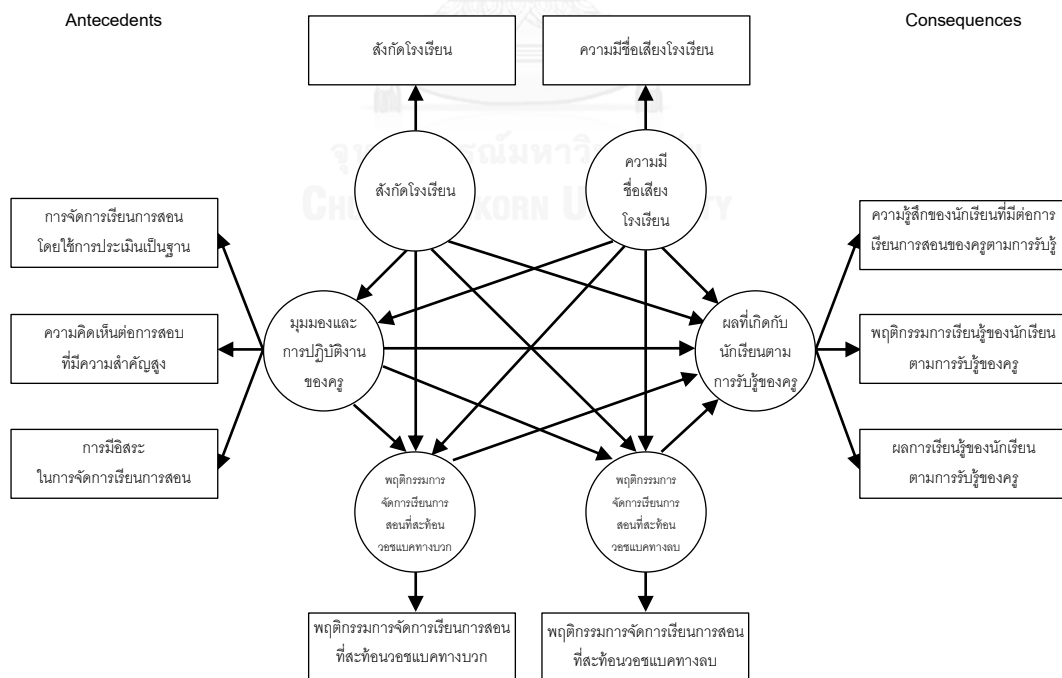 Antecedents
Consequences
สังกัดโรงเรียน
ความมีชื่อเสียงโรงเรียน
สังกัดโรงเรียน
ความมี
ชื่อเสียง
โรงเรียน
การจัดการเรียนการสอน
โดยใช้การประเมินเป็นฐาน
ความคิดเห็นต่อการสอบ
ที่มีความสำคัญสูง
การมีอิสระ
ในการจัดการเรียนการสอน
มุมมองและ
การปฏิบัติงาน
ของครู
ผลที่เกิดกับ
นักเรียนตาม
การรับรู้ของครู
ความรู้สึกของนักเรียนที่มีต่อการ
เรียนการสอนของครูตามการรับรู้
พฤติกรรมการเรียนรู้ของนักเรียน
ตามการรับรู้ของครู
ผลการเรียนรู้ของนักเรียน
ตามการรับรู้ของครู
พฤติกรรมการ
จัดการเรียนการ
สอนที่สะท้อน
วอชแบคทางบวก
พฤติกรรมการ
จัดการเรียนการ
สอนที่สะท้อน
วอชแบคทางลบ
พฤติกรรมการจัดการเรียนการสอน
ที่สะท้อนวอชแบคทางบวก
พฤติกรรมการจัดการเรียนการสอน
ที่สะท้อนวอชแบคทางลบ